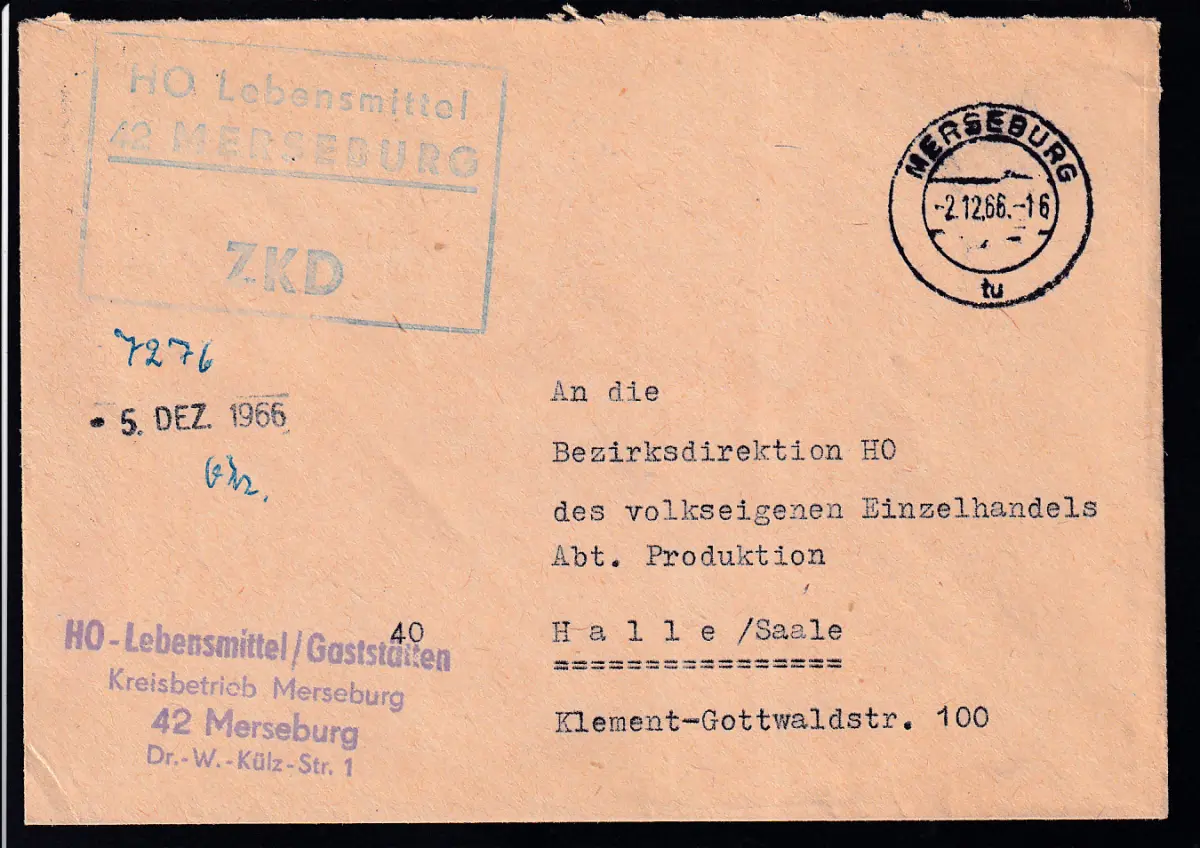 HO Lebensmittel
42 MERSEBURG
ZKD
MERSEBURG
-2.12.66.-16
tu
7276
- 5. DEZ. 1966
An die
Bezirksdirektion HO
des volkseigenen Einzelhandels
Abt. Produktion
40 H a l l e /Saale
=================
Klement-Gottwaldstr. 100
HO-Lebensmittel/Gaststätten
Kreisbetrieb Merseburg
42 Merseburg
Dr.-W.-Külz-Str. 1